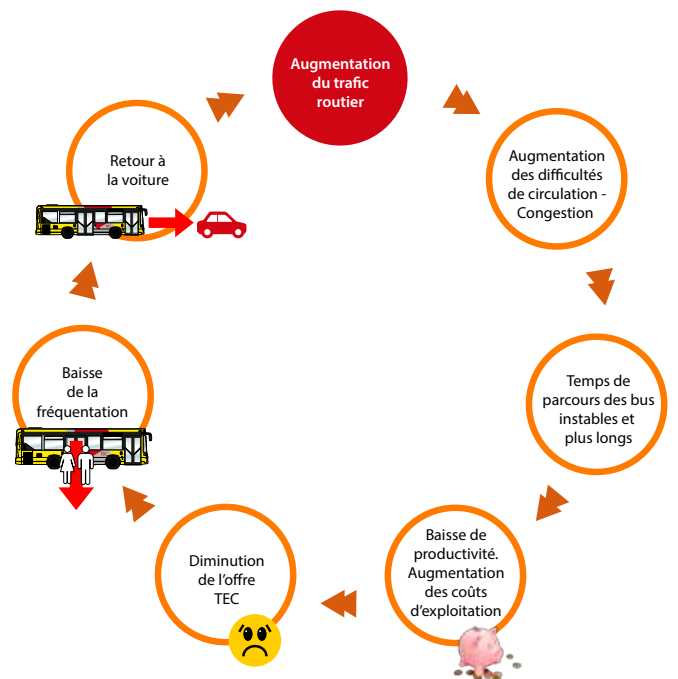 Augmentation
du trafic
routier
Augmentation
des difficultés
de circulation -
Congestion
Temps de
parcours des bus
instables et
plus longs
Baisse de
productivité.
Augmentation
des coûts
d'exploitation
Diminution
de l'offre
TEC
Baisse
de la
fréquentation
Retour à
la voiture